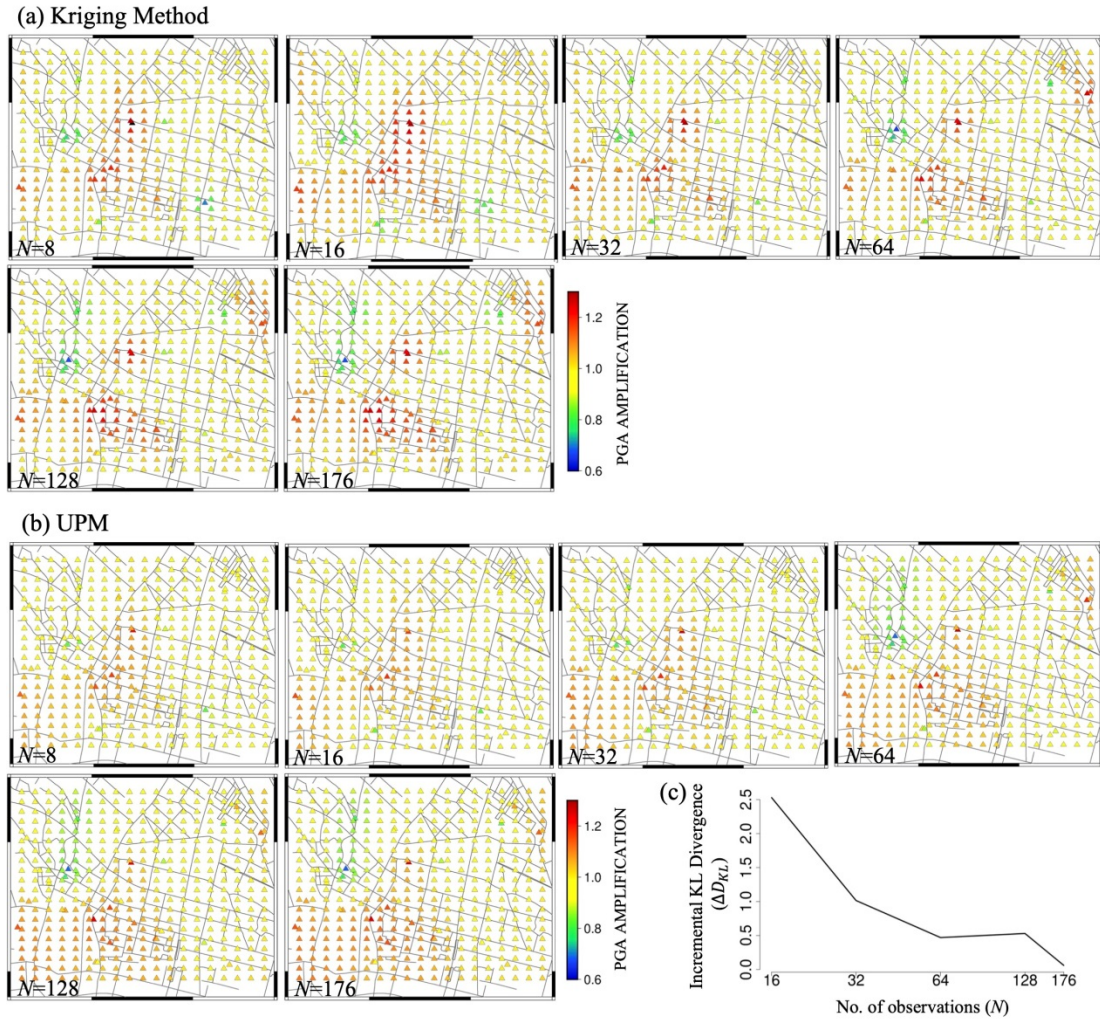 (a) Kriging Method
N=8
N=16
N=32
N=64
N=128
N=176
1.2
1.0
0.8
0.6
PGA AMPLIFICATION
(b) UPM
N=8
N=16
N=32
N=64
N=128
N=176
1.2
1.0
0.8
0.6
PGA AMPLIFICATION
(c)
Incremental KL Divergence
(ΔD_KL)
2.5
2.0
1.5
1.0
0.5
0.0
16 32 64 128 176
No. of observations (N)